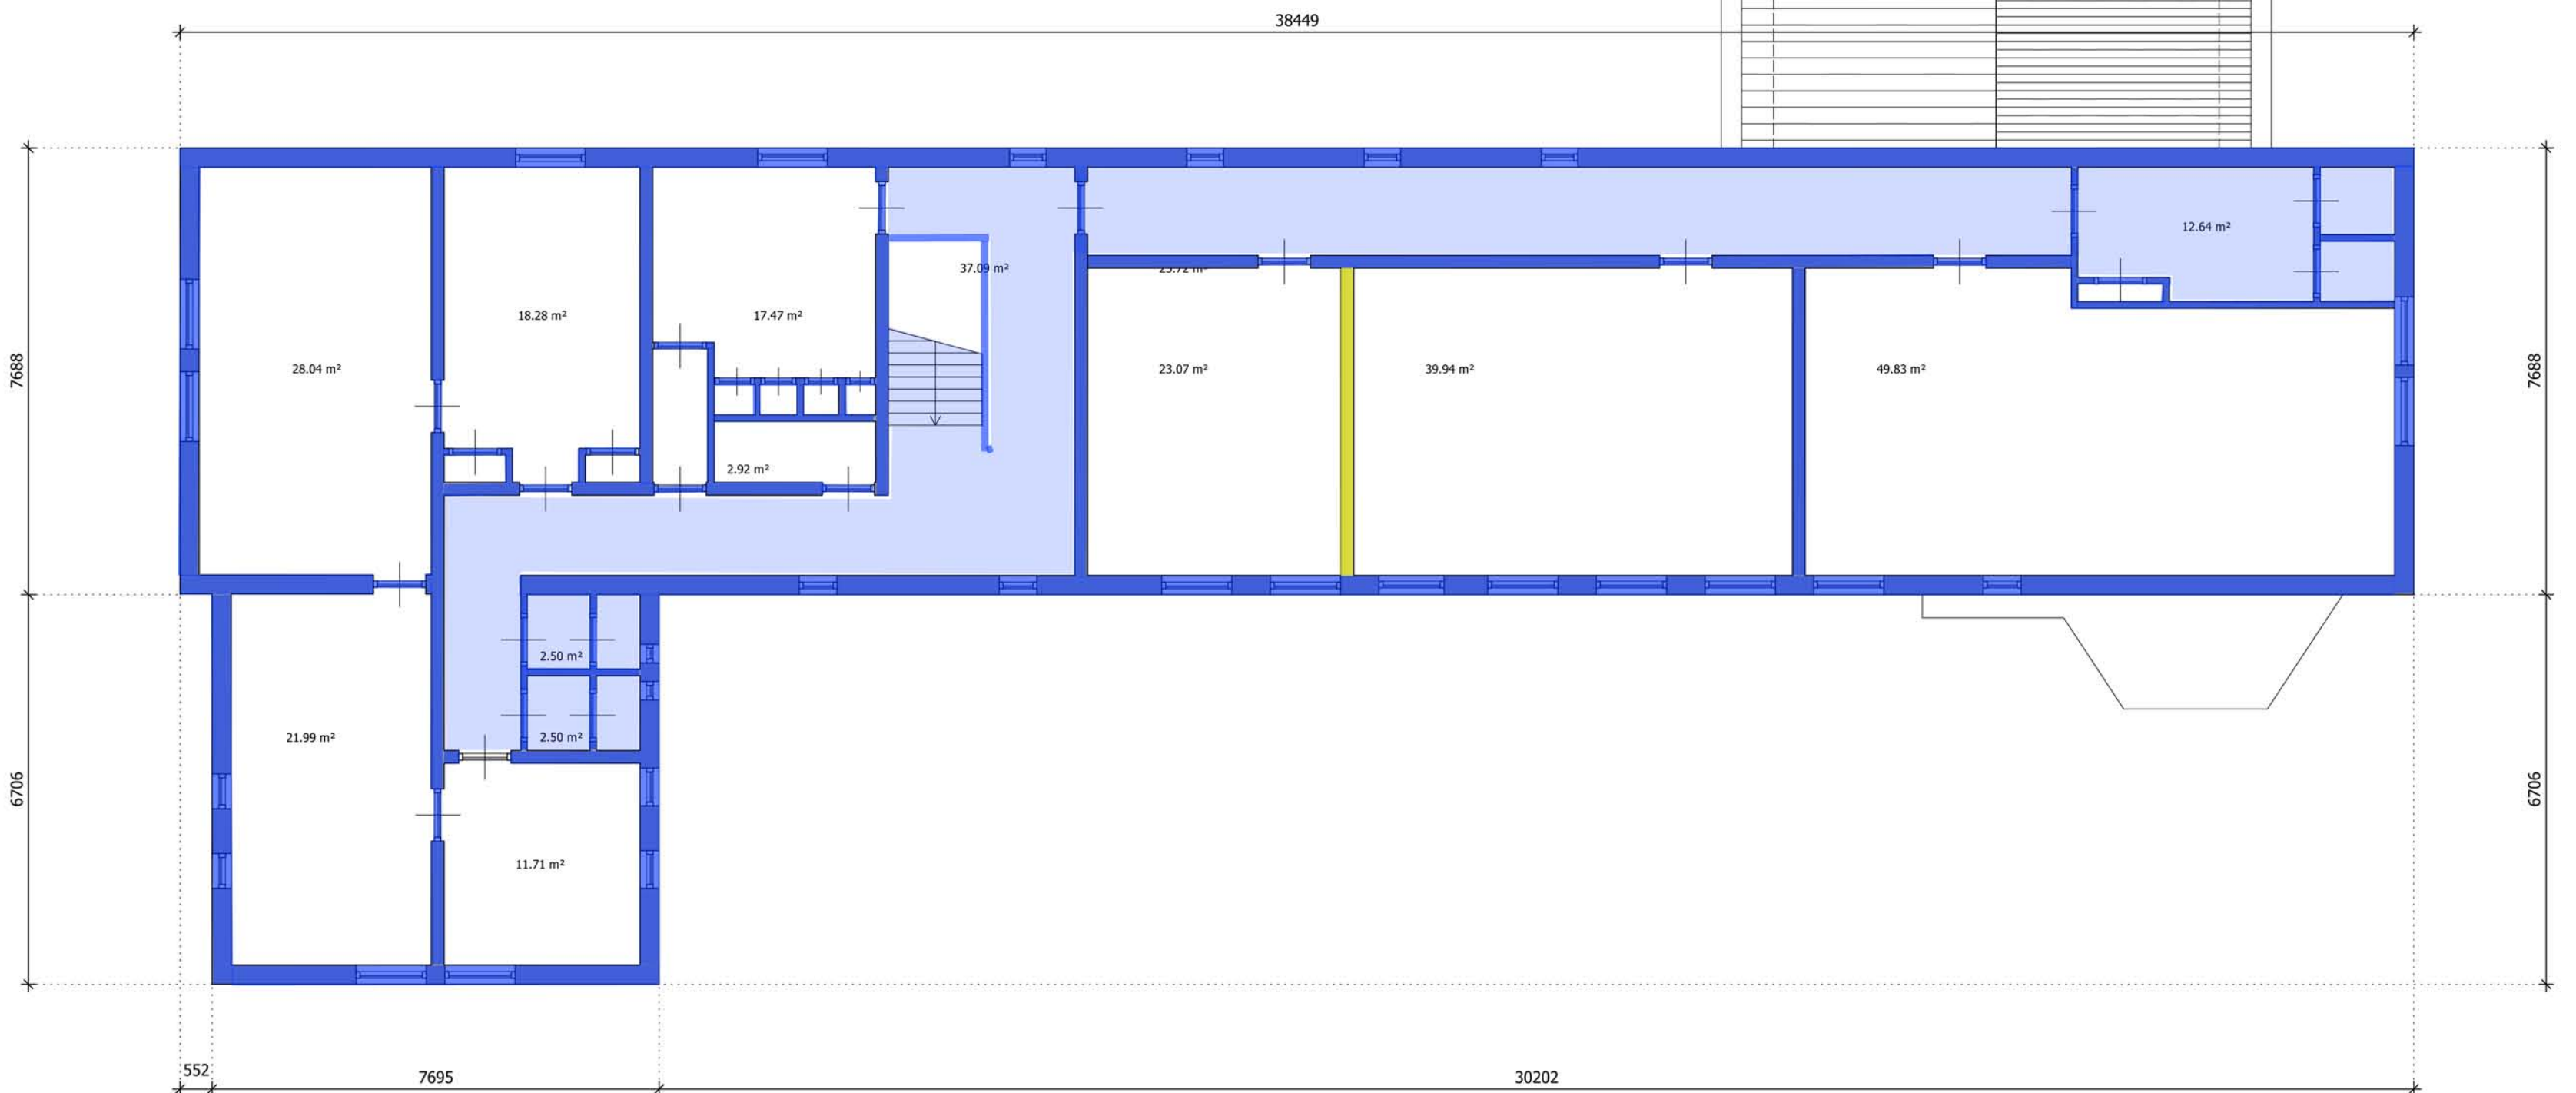 38449
12.64 m²
37.09 m²
18.28 m²
17.47 m²
28.04 m²
23.07 m²
39.94 m²
49.83 m²
7688
7688
2.92 m²
2.50 m²
21.99 m²
2.50 m²
6706
6706
11.71 m²
552
7695
30202